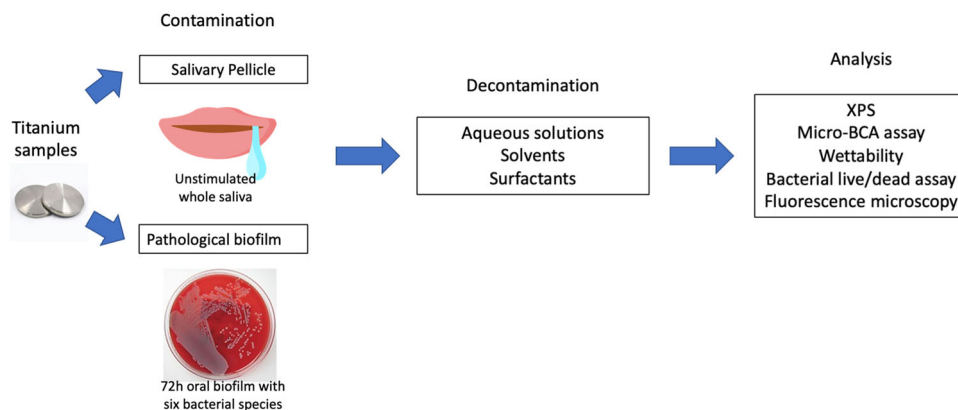 Contamination
Salivary Pellicle
Titanium
samples
Unstimulated
whole saliva
Pathological biofilm
72h oral biofilm with
six bacterial species
Decontamination
Aqueous solutions
Solvents
Surfactants
Analysis
XPS
Micro-BCA assay
Wettability
Bacterial live/dead assay
Fluorescence microscopy